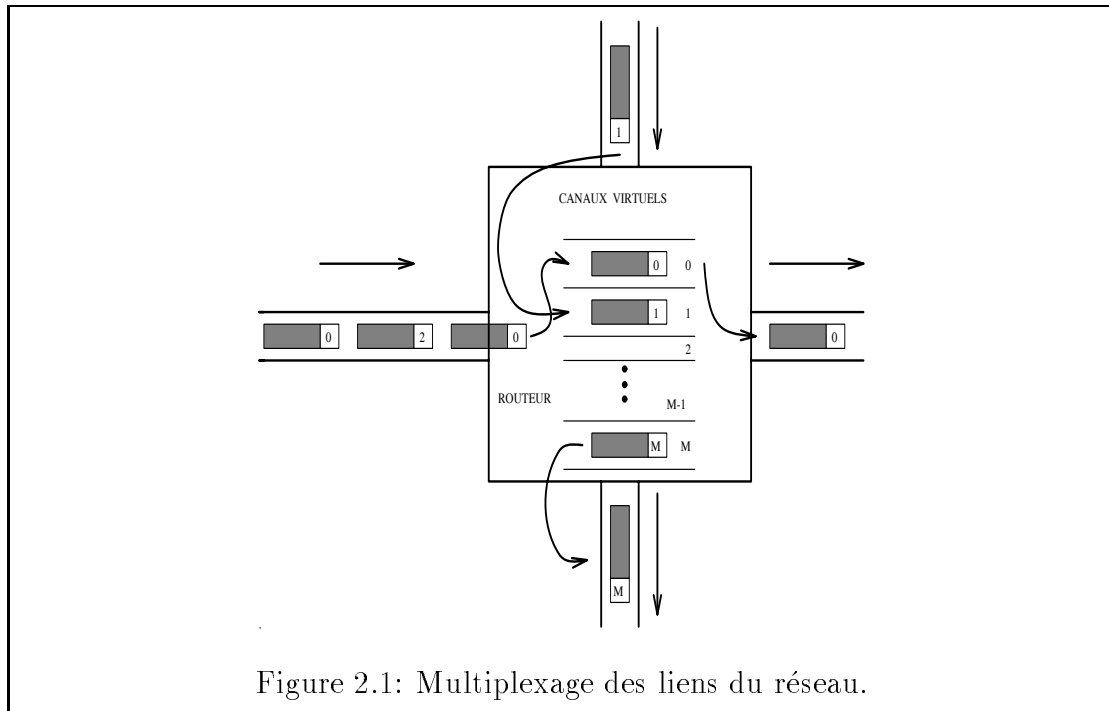 1
CANAUX VIRTUELS
0 0
1 1
0 2 0 0
2
ROUTEUR
M-1
M M
M
Figure 2.1: Multiplexage des liens du réseau.